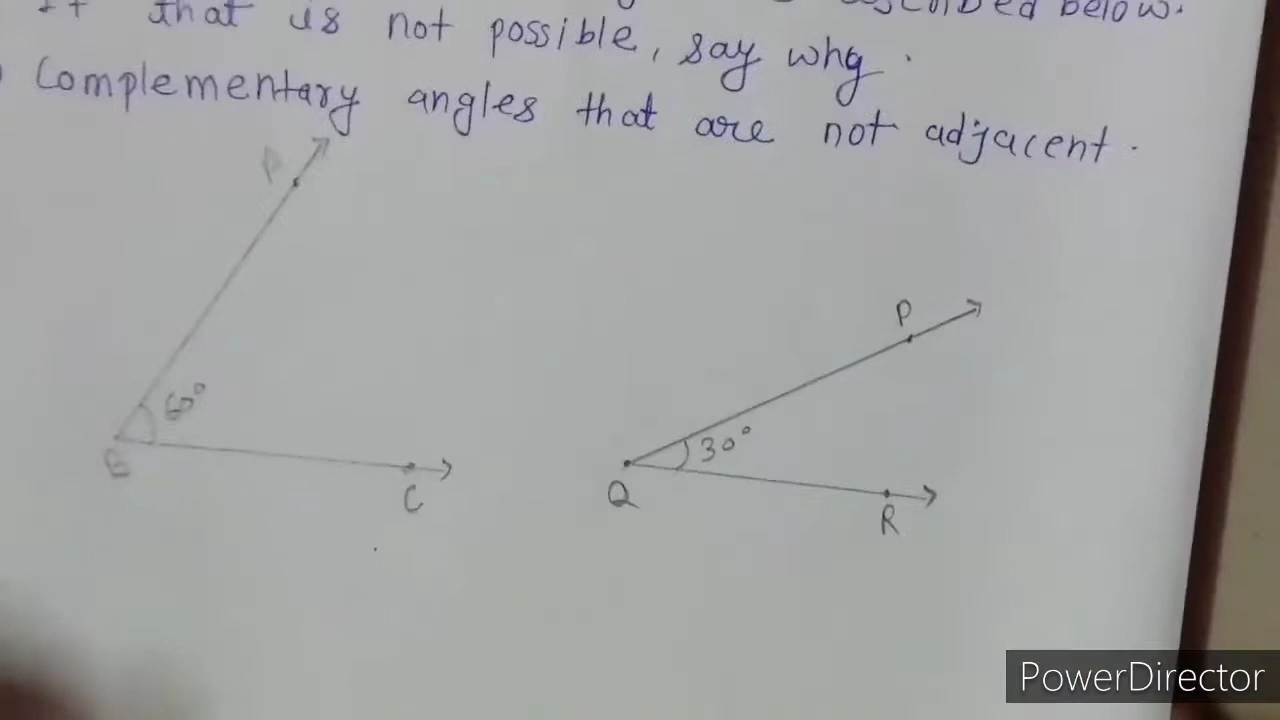 that is not possible, say why.
Complementary angles that are not adjacent.
P
60°
B
C
P
30°
Q
R
PowerDirector